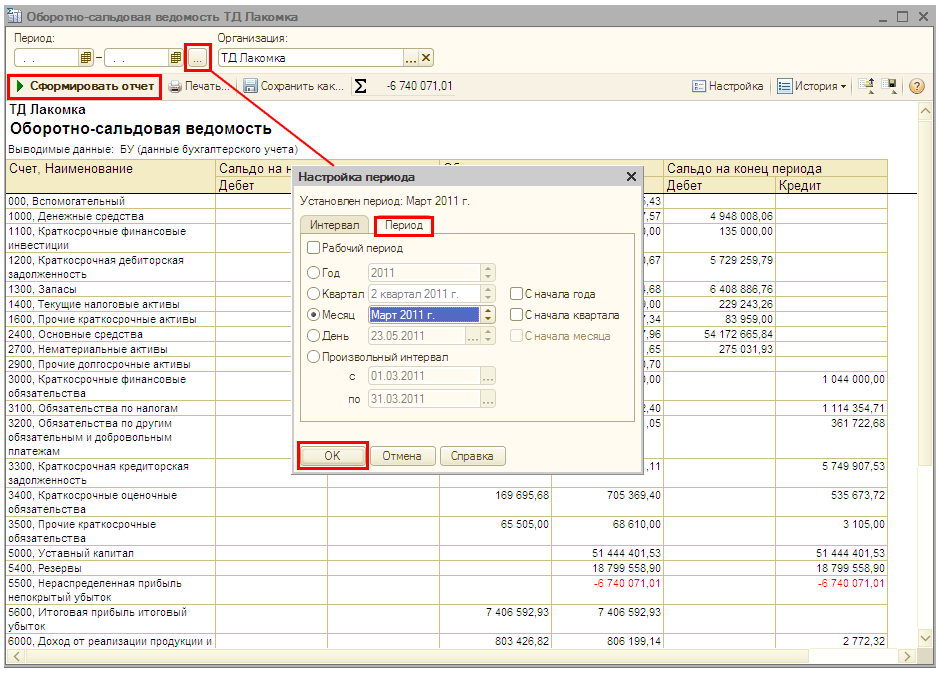 Оборотно-сальдовая ведомость ТД Лакомка
Период: Организация:
. . – . . ... ТД Лакомка ... ×
Сформировать отчет Печать... Сохранить как... Σ -6 740 071,01 Настройка История ?
ТД Лакомка
Оборотно-сальдовая ведомость
Выводимые данные: БУ (данные бухгалтерского учета)
Счет, Наименование Сальдо на н Сальдо на конец периода
Дебет Дебет Кредит
000, Вспомогательный 5,43
1000, Денежные средства 7,57 4 948 008,06
1100, Краткосрочные финансовые 0,00 135 000,00
инвестиции
1200, Краткосрочная дебиторская 0,67 5 729 259,79
задолженность
1300, Запасы 4,68 6 408 886,76
1400, Текущие налоговые активы 9,00 229 243,26
1600, Прочие краткосрочные активы 7,34 83 959,00
2400, Основные средства 7,96 54 172 665,84
2700, Нематериальные активы ,65 275 031,93
2900, Прочие долгосрочные активы 0,70
3000, Краткосрочные финансовые 0,00 1 044 000,00
обязательства
3100, Обязательства по налогам 2,40 1 114 354,71
3200, Обязательства по другим ,05 361 722,68
обязательным и добровольным
платежам
3300, Краткосрочная кредиторская ,11 5 749 907,53
задолженность
3400, Краткосрочные оценочные 169 695,68 705 369,40 535 673,72
обязательства
3500, Прочие краткосрочные 65 505,00 68 610,00 3 105,00
обязательства
5000, Уставный капитал 51 444 401,53 51 444 401,53
5400, Резервы 18 799 558,90 18 799 558,90
5500, Нераспределенная прибыль -6 740 071,01 -6 740 071,01
непокрытый убыток
5600, Итоговая прибыль итоговый 7 406 592,93 7 406 592,93
убыток
6000, Доход от реализации продукции и 803 426,82 806 199,14 2 772,32
Настройка периода
Установлен период: Март 2011 г.
Интервал Период
Рабочий период
Год 2011
Квартал 2 квартал 2011 г. С начала года
Месяц Март 2011 г. С начала квартала
День 23.05.2011 ... С начала месяца
Произвольный интервал
с 01.03.2011 ...
по 31.03.2011 ...
OK Отмена Справка